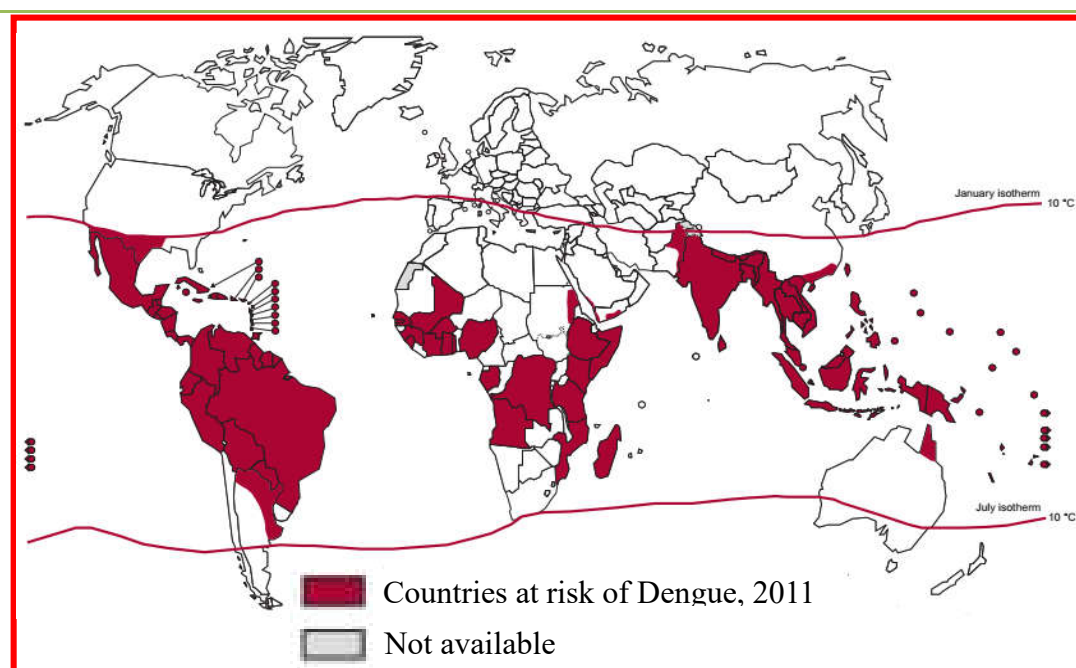 January isotherm
10 °C
July isotherm
10 °C
Countries at risk of Dengue, 2011
Not available